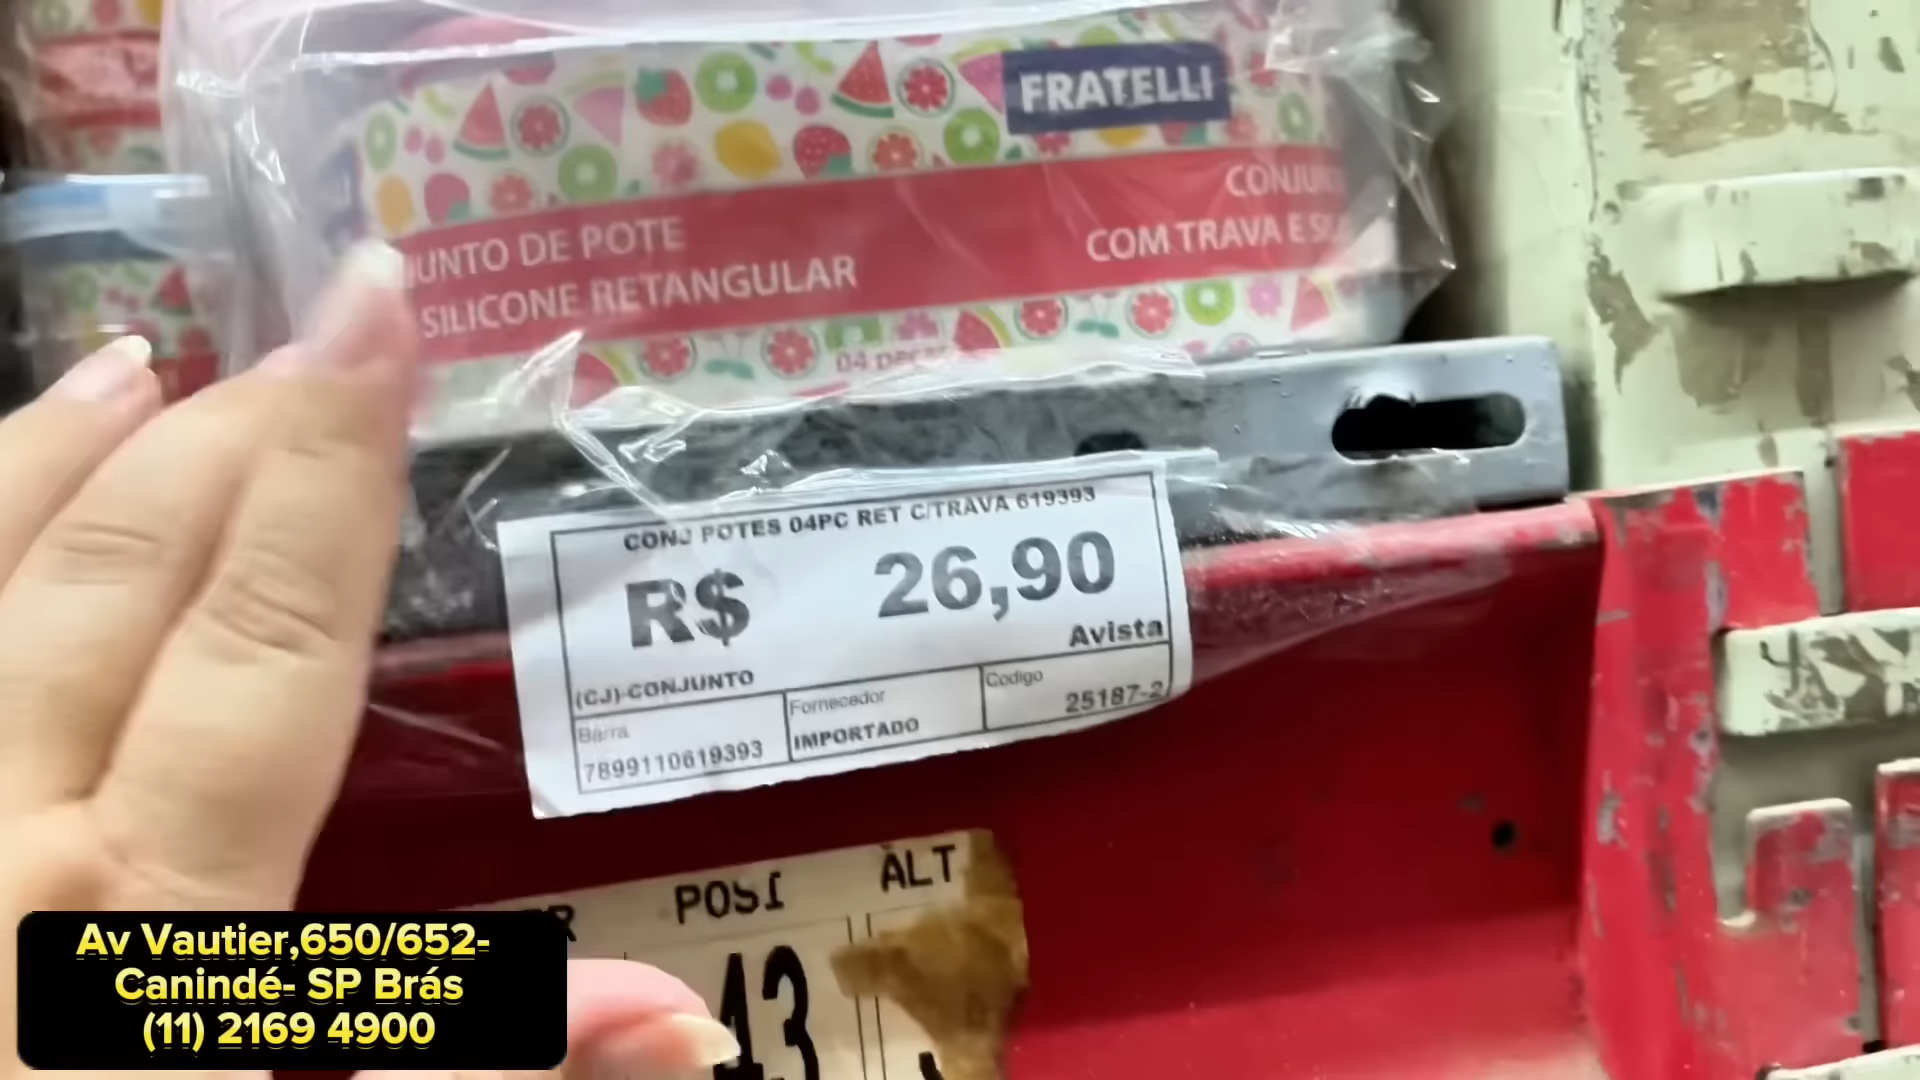 FRATELLI
JUNTO DE POTE
SILICONE RETANGULAR
CONJUN
COM TRAVA E SI
04 peças
CONJ POTES 04PC RET C/TRAVA 619393
R$ 26,90
Avista
(CJ)-CONJUNTO
Barra
7899110619393
Fornecedor
IMPORTADO
Codigo
25187-2
POSI
ALT
43
Av Vautier,650/652-
Canindé- SP Brás
(11) 2169 4900